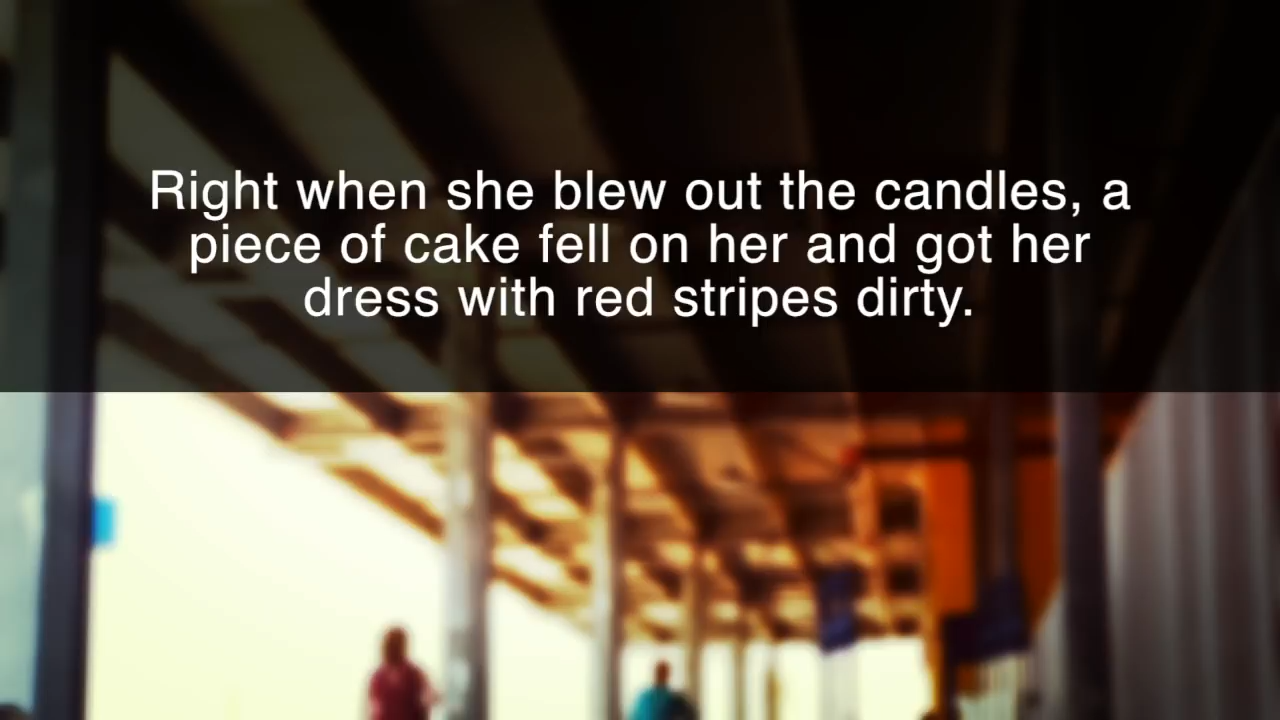 Right when she blew out the candles, a
piece of cake fell on her and got her
dress with red stripes dirty.